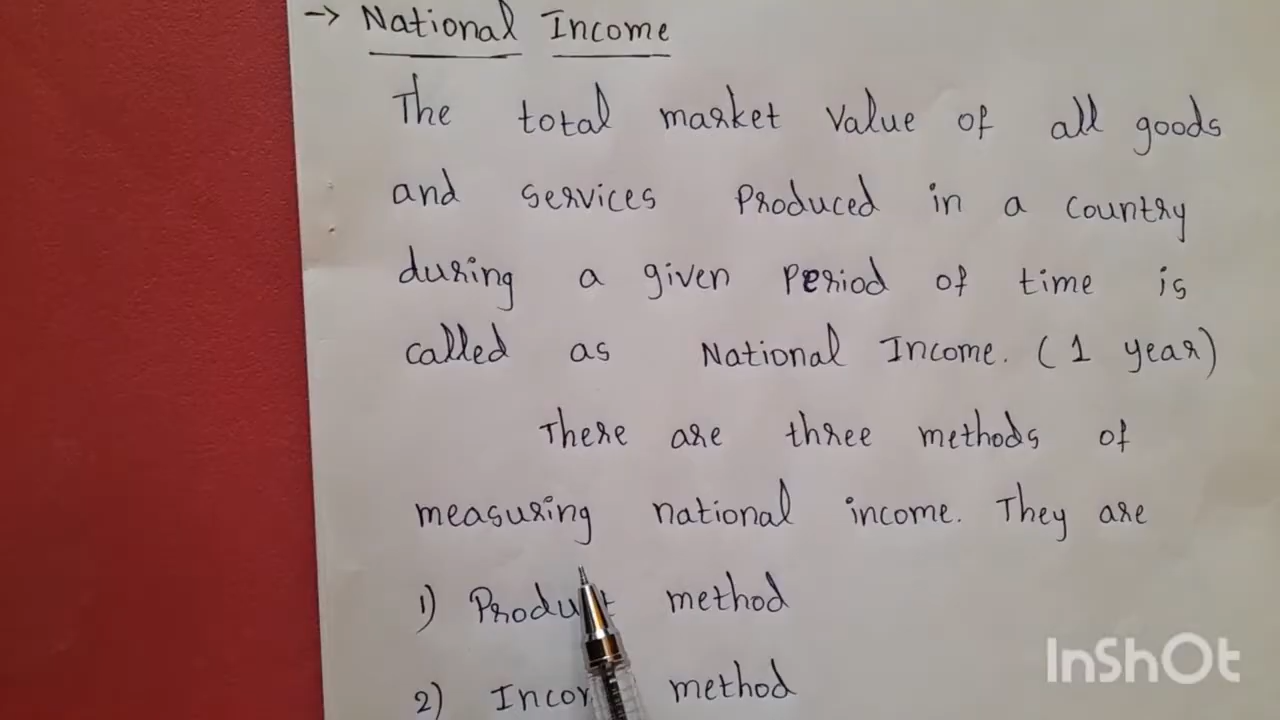 → National Income
The total market value of all goods
and services produced in a country
during a given period of time is
called as National Income. (1 year)
There are three methods of
measuring national income. They are
1) Product method
2) Income method
InShOt